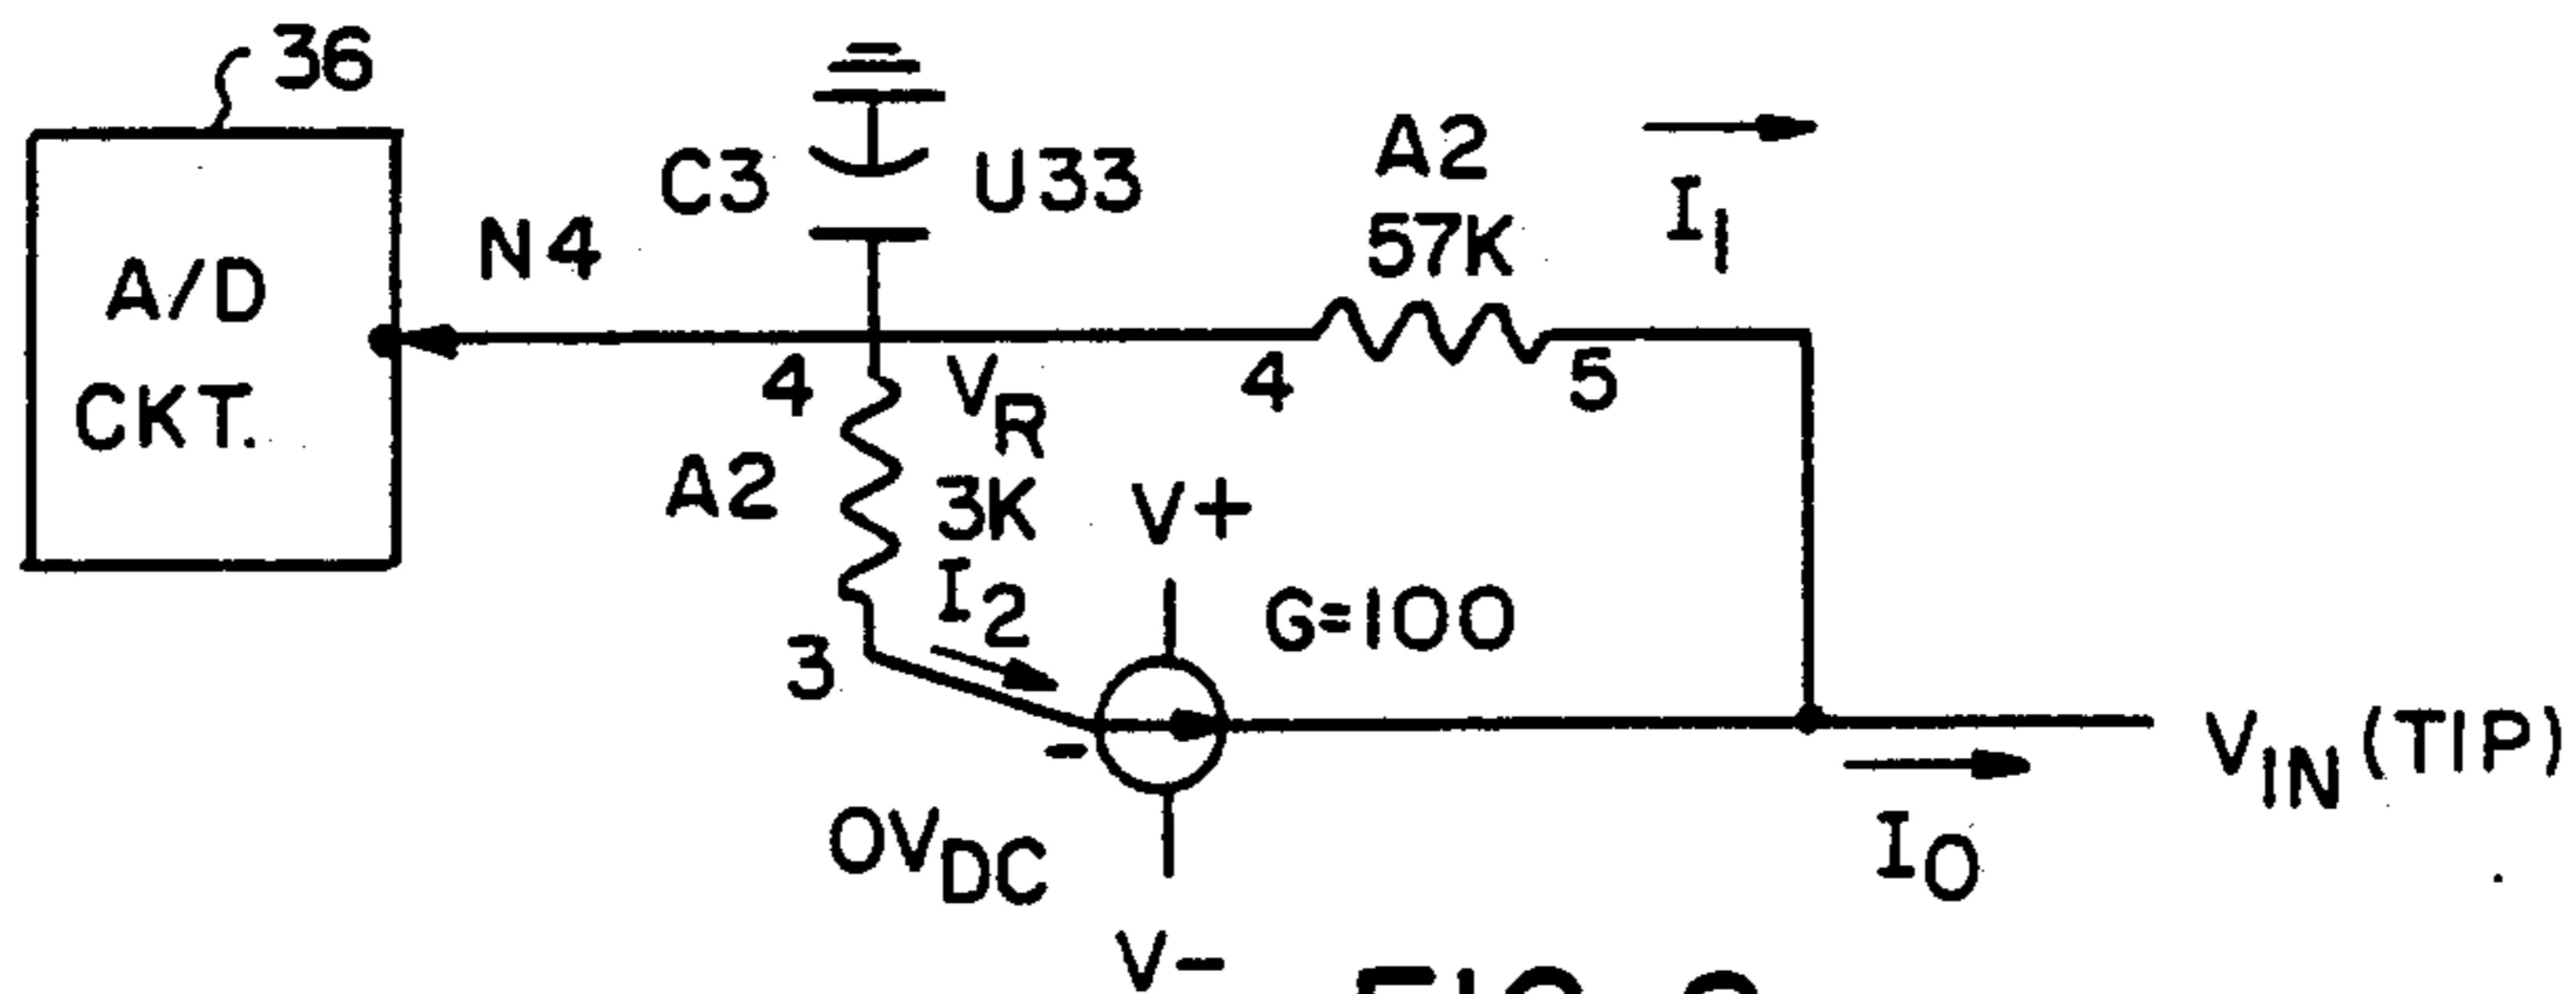 36
A/D
CKT.
N4
C3
U33
A2
57K
I1
4
VR
4
5
A2
3K
I2
3
V+
G=100
-
0VDC
V-
VIN (TIP)
IO